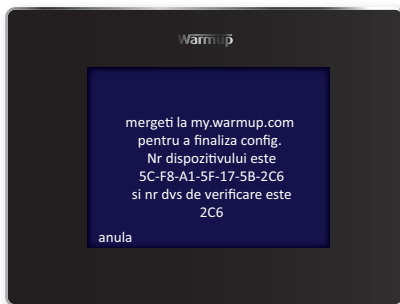 Warmup
mergeti la my.warmup.com
pentru a finaliza config.
Nr dispozitivului este
5C-F8-A1-5F-17-5B-2C6
si nr dvs de verificare este
2C6
anula